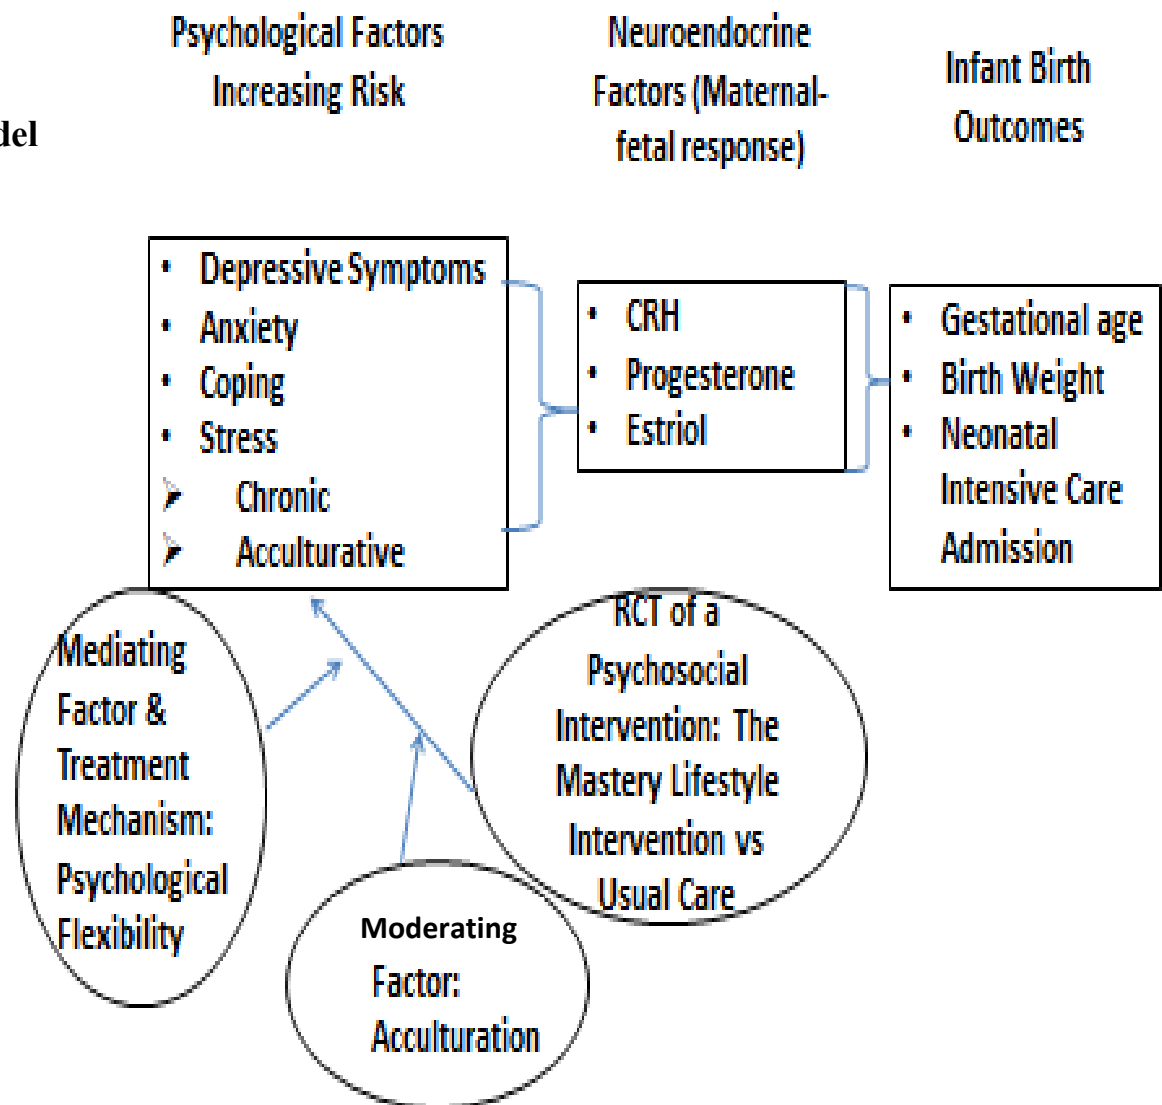 Psychological Factors
Increasing Risk
Neuroendocrine
Factors (Maternal-
fetal response)
Infant Birth
Outcomes
del
• Depressive Symptoms
• Anxiety
• Coping
• Stress
➢ Chronic
➢ Acculturative
• CRH
• Progesterone
• Estriol
• Gestational age
• Birth Weight
• Neonatal
Intensive Care
Admission
Mediating
Factor &
Treatment
Mechanism:
Psychological
Flexibility
RCT of a
Psychosocial
Intervention: The
Mastery Lifestyle
Intervention vs
Usual Care
Moderating
Factor:
Acculturation